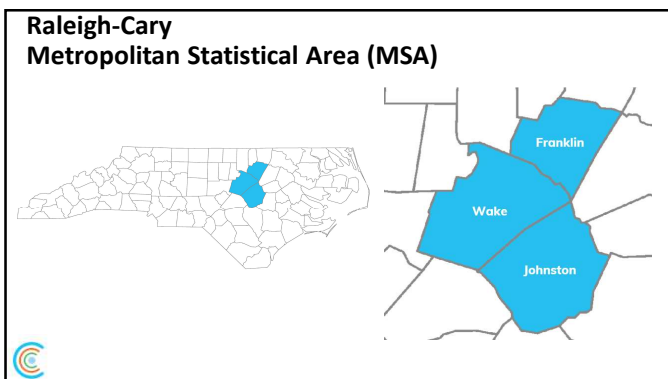 Raleigh-Cary
Metropolitan Statistical Area (MSA)
Franklin
Wake
Johnston